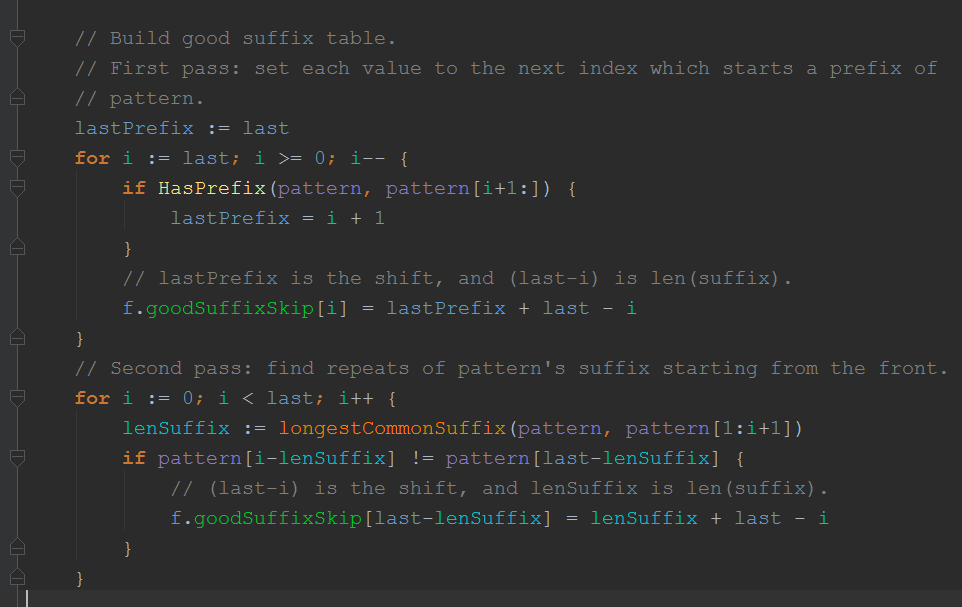 // Build good suffix table.
// First pass: set each value to the next index which starts a prefix of
// pattern.
lastPrefix := last
for i := last; i >= 0; i-- {
    if HasPrefix(pattern, pattern[i+1:]) {
        lastPrefix = i + 1
    }
    // lastPrefix is the shift, and (last-i) is len(suffix).
    f.goodSuffixSkip[i] = lastPrefix + last - i
}
// Second pass: find repeats of pattern's suffix starting from the front.
for i := 0; i < last; i++ {
    lenSuffix := longestCommonSuffix(pattern, pattern[1:i+1])
    if pattern[i-lenSuffix] != pattern[last-lenSuffix] {
        // (last-i) is the shift, and lenSuffix is len(suffix).
        f.goodSuffixSkip[last-lenSuffix] = lenSuffix + last - i
    }
}